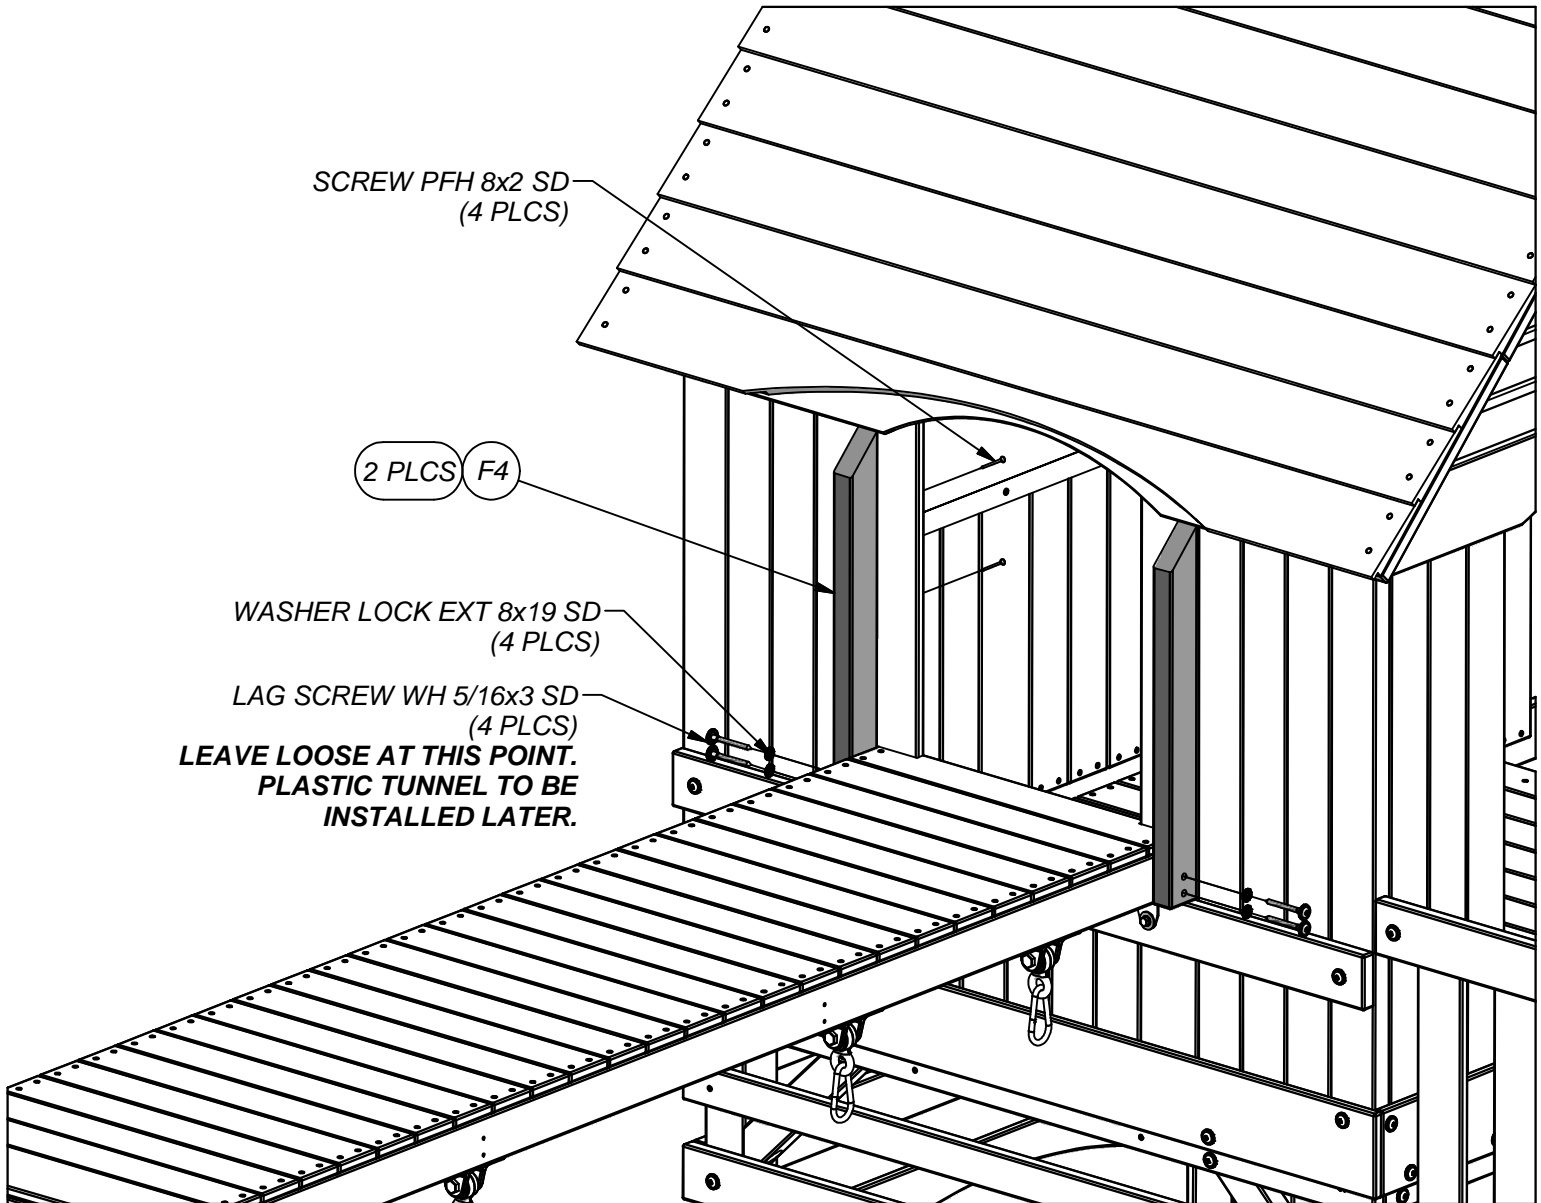 SCREW PFH 8x2 SD
(4 PLCS)
2 PLCS F4
WASHER LOCK EXT 8x19 SD
(4 PLCS)
LAG SCREW WH 5/16x3 SD
(4 PLCS)
LEAVE LOOSE AT THIS POINT.
PLASTIC TUNNEL TO BE
INSTALLED LATER.